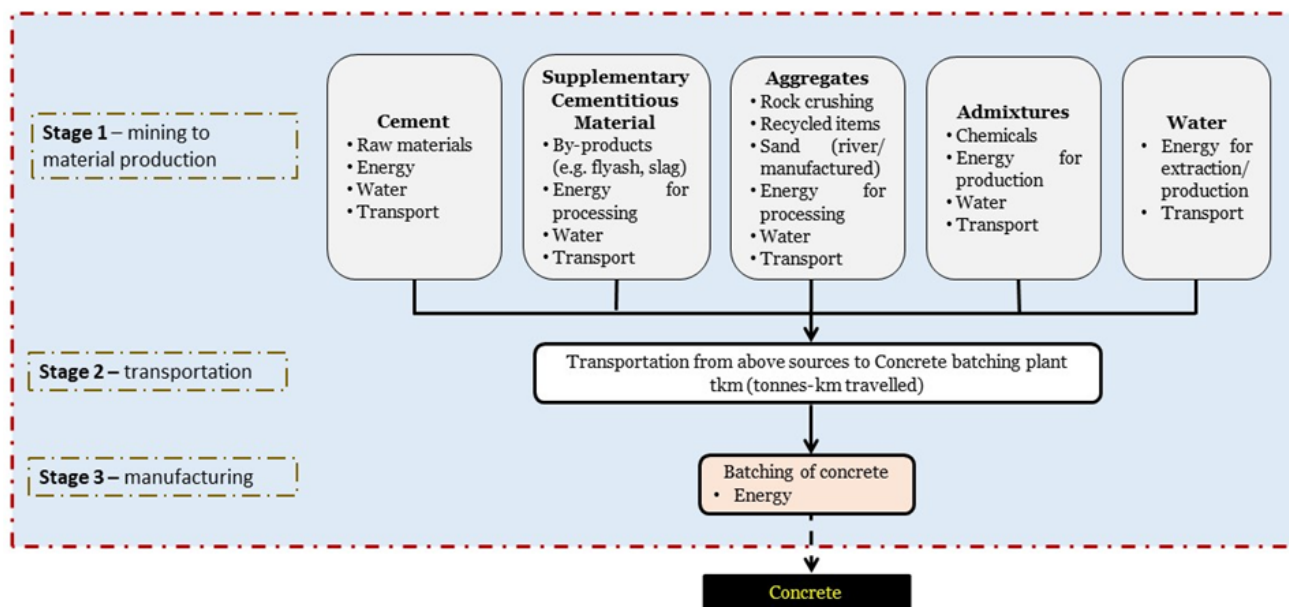 Stage 1 – mining to
material production
Cement
• Raw materials
• Energy
• Water
• Transport
Supplementary
Cementitious
Material
• By-products
(e.g. flyash, slag)
• Energy for
processing
• Water
• Transport
Aggregates
• Rock crushing
• Recycled items
• Sand (river/
manufactured)
• Energy for
processing
• Water
• Transport
Admixtures
• Chemicals
• Energy for
production
• Water
• Transport
Water
• Energy for
extraction/
production
• Transport
Stage 2 – transportation
Transportation from above sources to Concrete batching plant
tkm (tonnes-km travelled)
Stage 3 – manufacturing
Batching of concrete
• Energy
Concrete